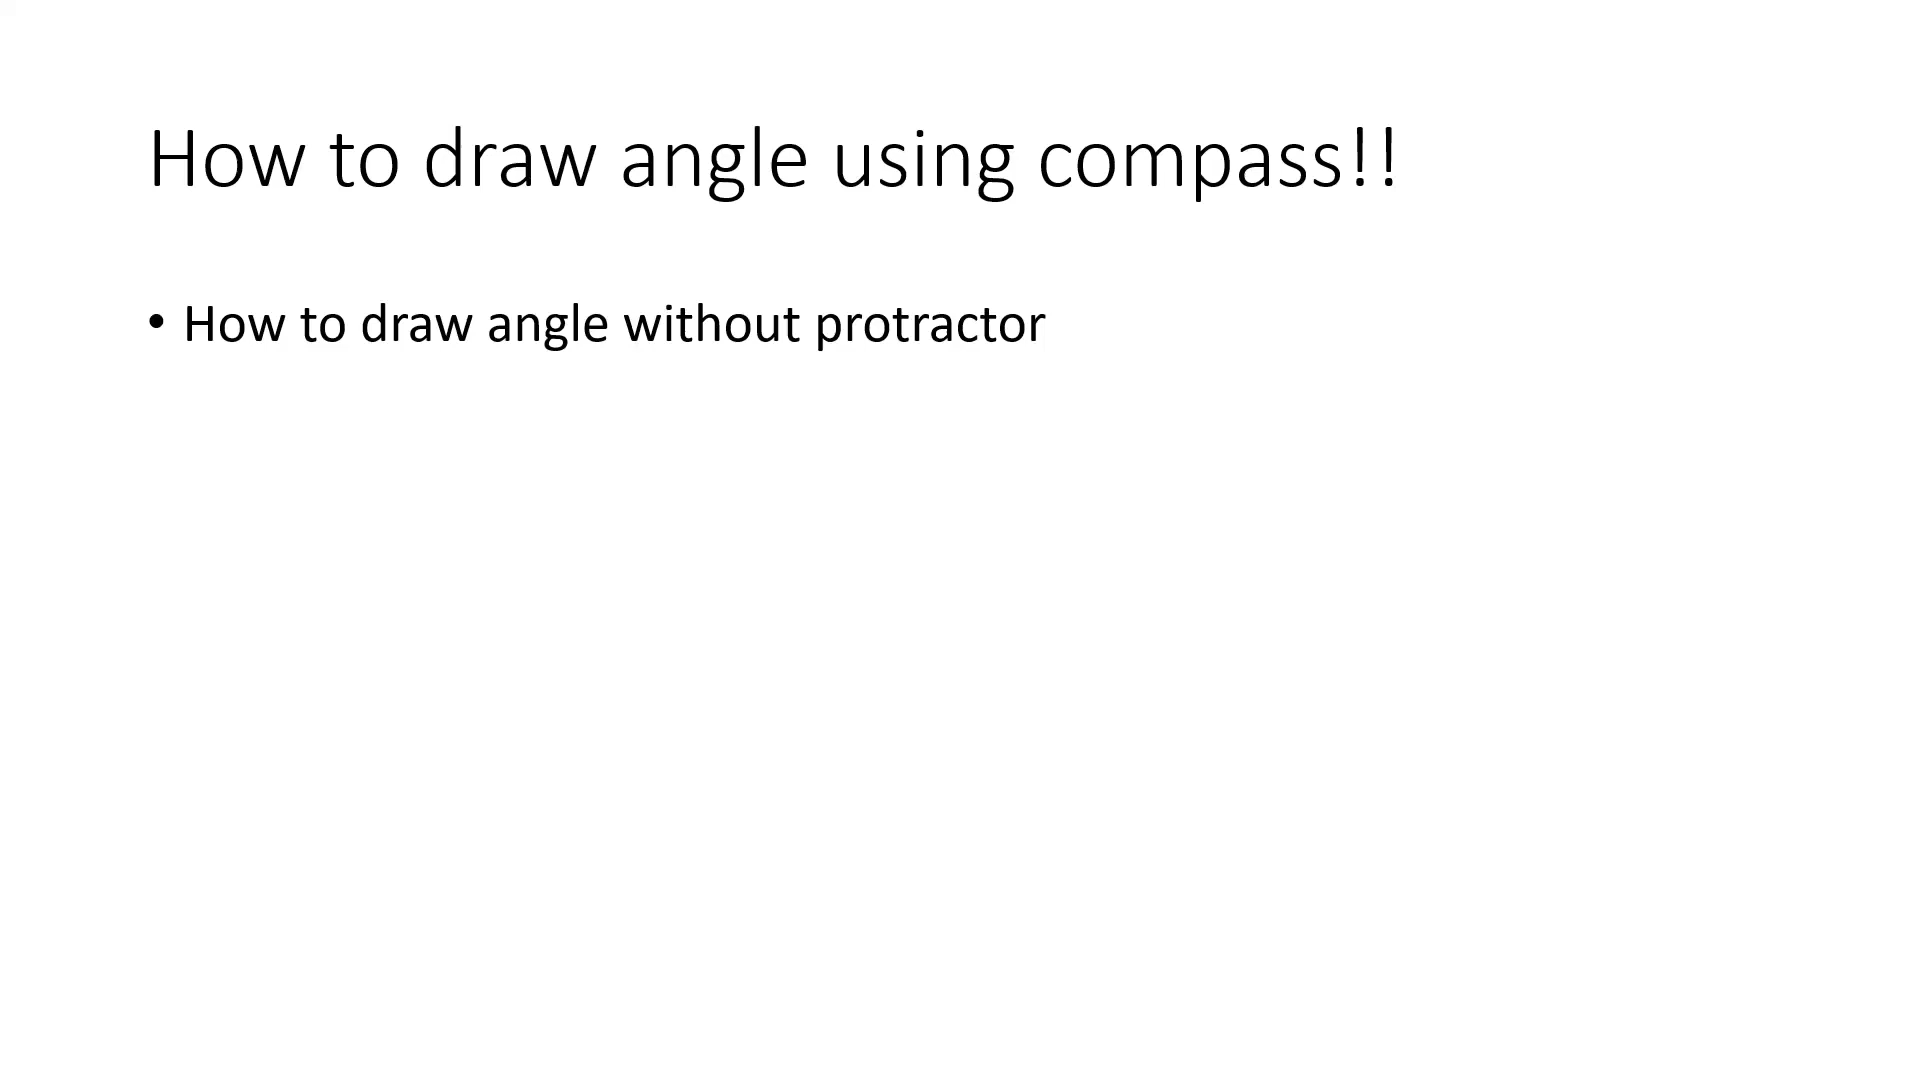 How to draw angle using compass!!
• How to draw angle without protractor